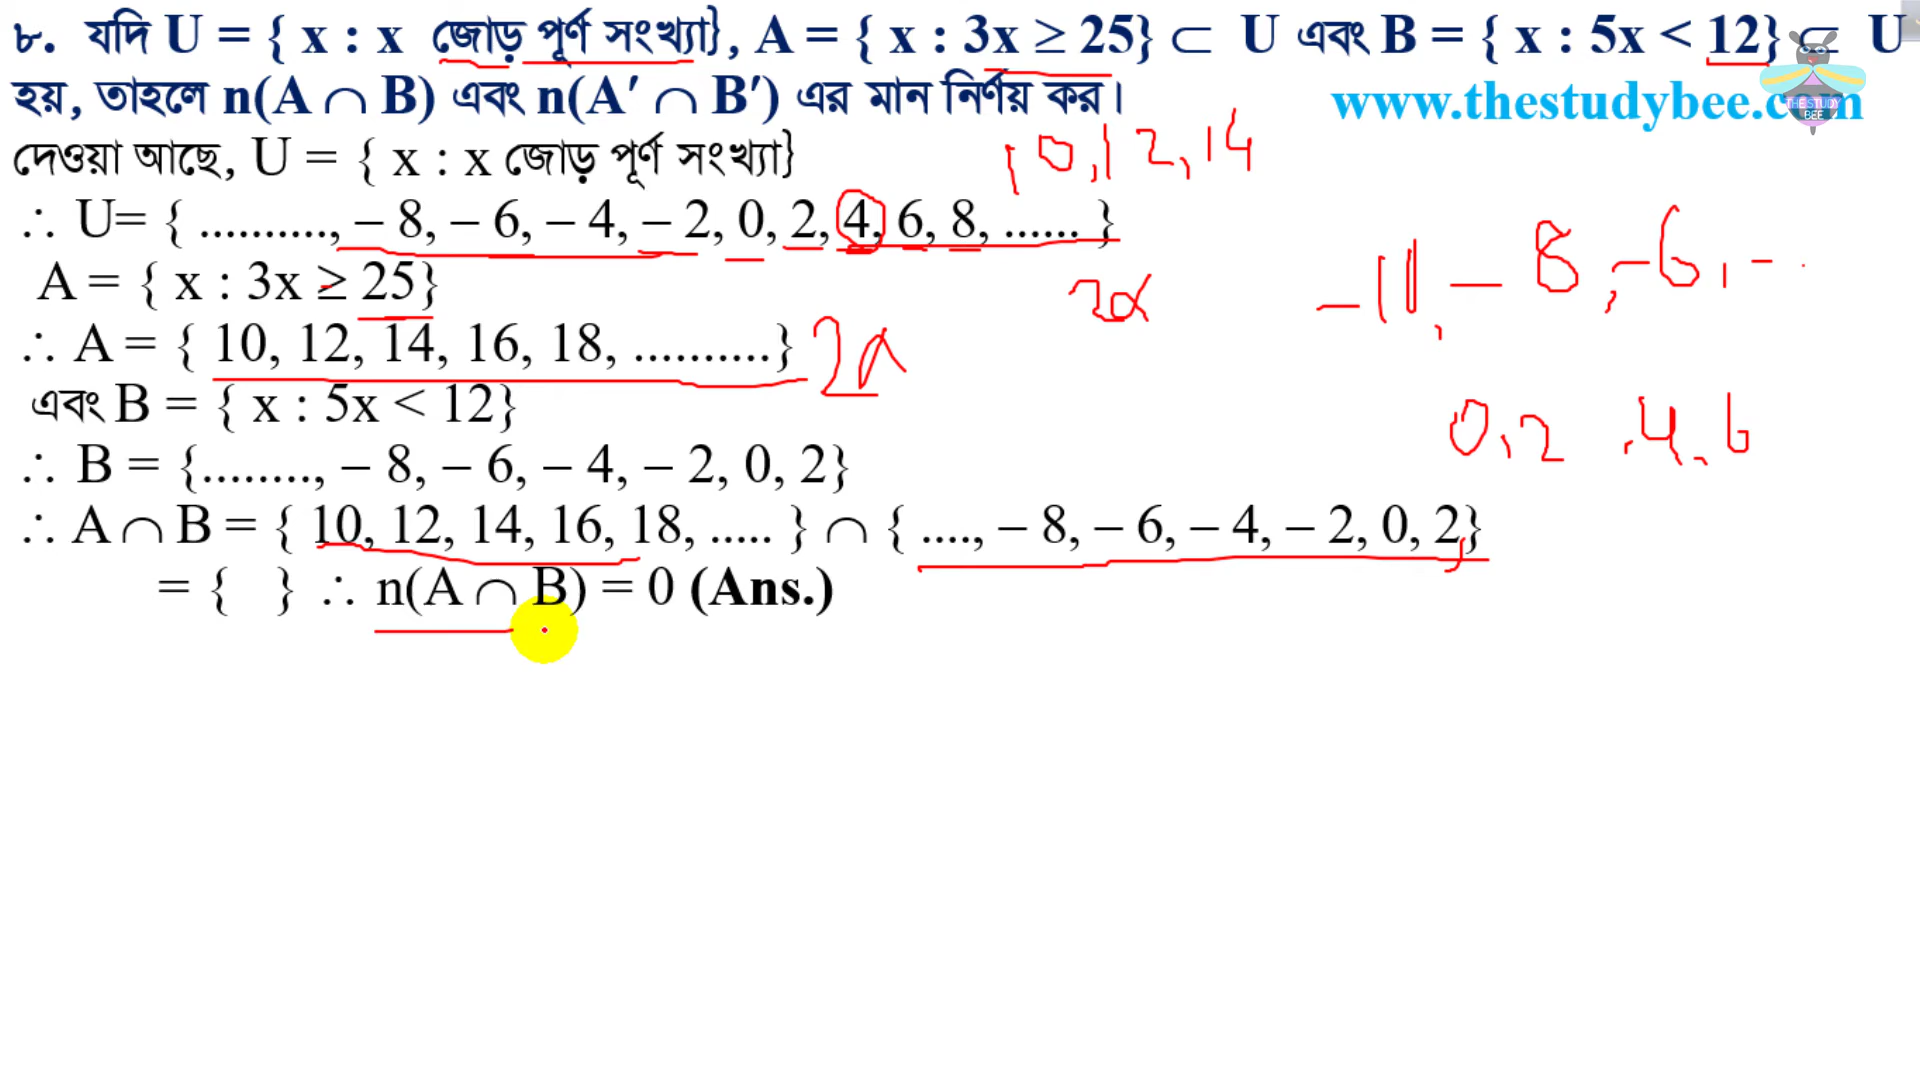 ৮. যদি U = { x : x জোড় পূর্ণ সংখ্যা}, A = { x : 3x ≥ 25} ⊂ U এবং B = { x : 5x < 12} ⊂ U
হয়, তাহলে n(A ∩ B) এবং n(A′ ∩ B′) এর মান নির্ণয় কর।
www.thestudybee.com
THE STUDY
BEE
দেওয়া আছে, U = { x : x জোড় পূর্ণ সংখ্যা}
10,12,14
∴ U= { .........., – 8, – 6, – 4, – 2, 0, 2, 4, 6, 8, ...... }
A = { x : 3x ≥ 25}
∴ A = { 10, 12, 14, 16, 18, ..........}
এবং B = { x : 5x < 12}
0,2 ,4,6
∴ B = {........, – 8, – 6, – 4, – 2, 0, 2}
∴ A ∩ B = { 10, 12, 14, 16, 18, ..... } ∩ { ...., – 8, – 6, – 4, – 2, 0, 2}
= { } ∴ n(A ∩ B) = 0 (Ans.)